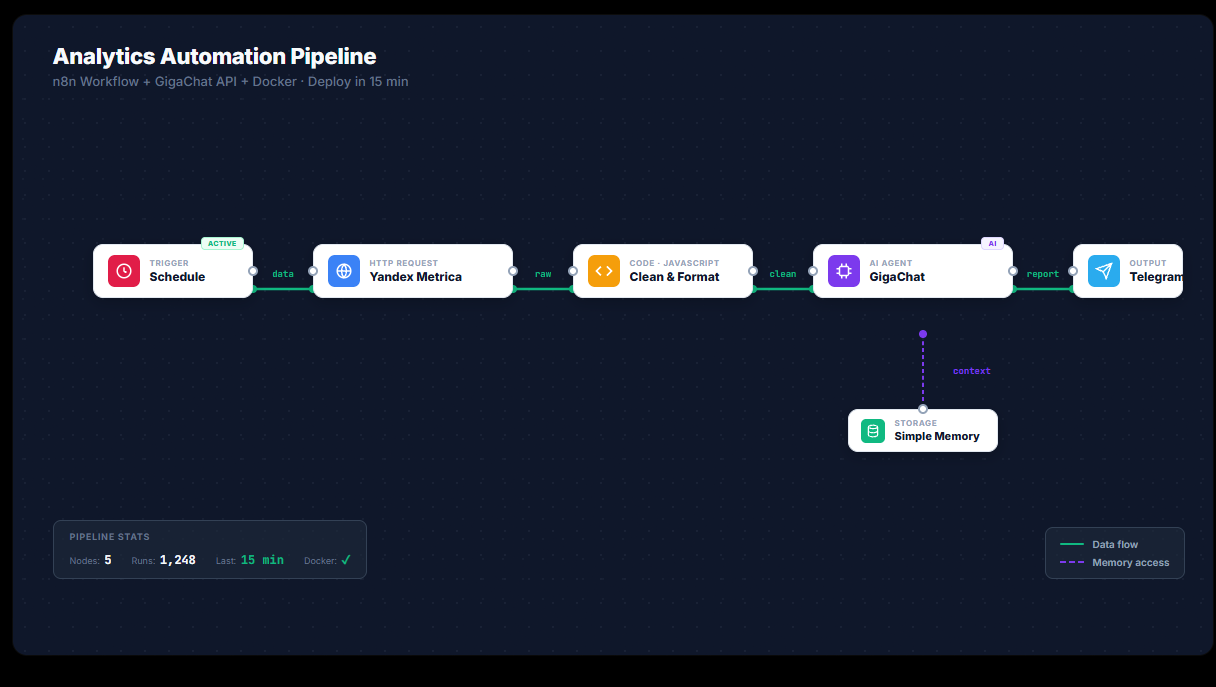 Analytics Automation Pipeline
n8n Workflow + GigaChat API + Docker · Deploy in 15 min
ACTIVE
TRIGGER
Schedule
data
HTTP REQUEST
Yandex Metrica
raw
CODE · JAVASCRIPT
Clean & Format
clean
AI
AI AGENT
GigaChat
report
OUTPUT
Telegram
context
STORAGE
Simple Memory
PIPELINE STATS
Nodes: 5 Runs: 1,248 Last: 15 min Docker: ✓
Data flow
Memory access